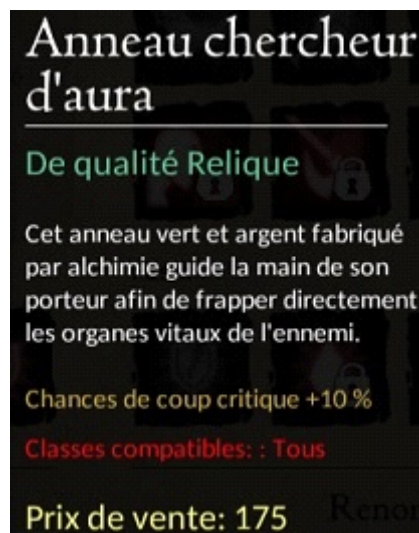 Anneau chercheur
d'aura
De qualité Relique
Cet anneau vert et argent fabriqué
par alchimie guide la main de son
porteur afin de frapper directement
les organes vitaux de l'ennemi.
Chances de coup critique +10 %
Classes compatibles: : Tous
Prix de vente: 175